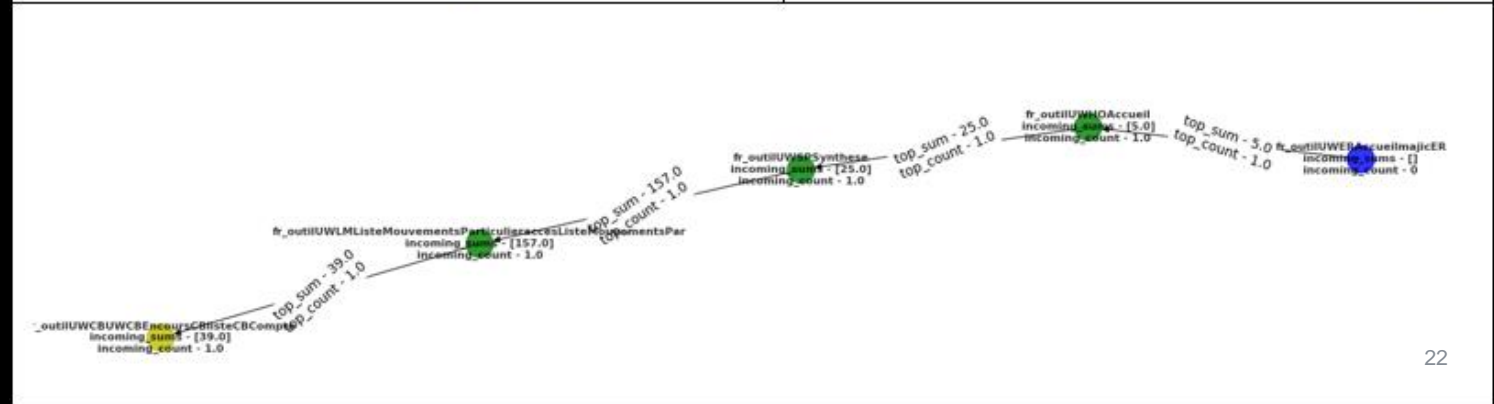 fr_outilUWHOAccueil
incoming_sums - [5.0]
incoming_count - 1.0
top_sum - 5.0
top_count - 1.0
fr_outilUWERAccueilmajicER
incoming_sums - []
incoming_count - 0
top_sum - 25.0
top_count - 1.0
fr_outilUWSPSynthese
incoming_sums - [25.0]
incoming_count - 1.0
top_sum - 157.0
top_count - 1.0
fr_outilUWLMListeMouvementsParticulieraccesListeMouvementsPar
incoming_sums - [157.0]
incoming_count - 1.0
top_sum - 39.0
top_count - 1.0
_outilUWCBUWCBEncoursCBlisteCBCompte
incoming_sums - [39.0]
incoming_count - 1.0
22